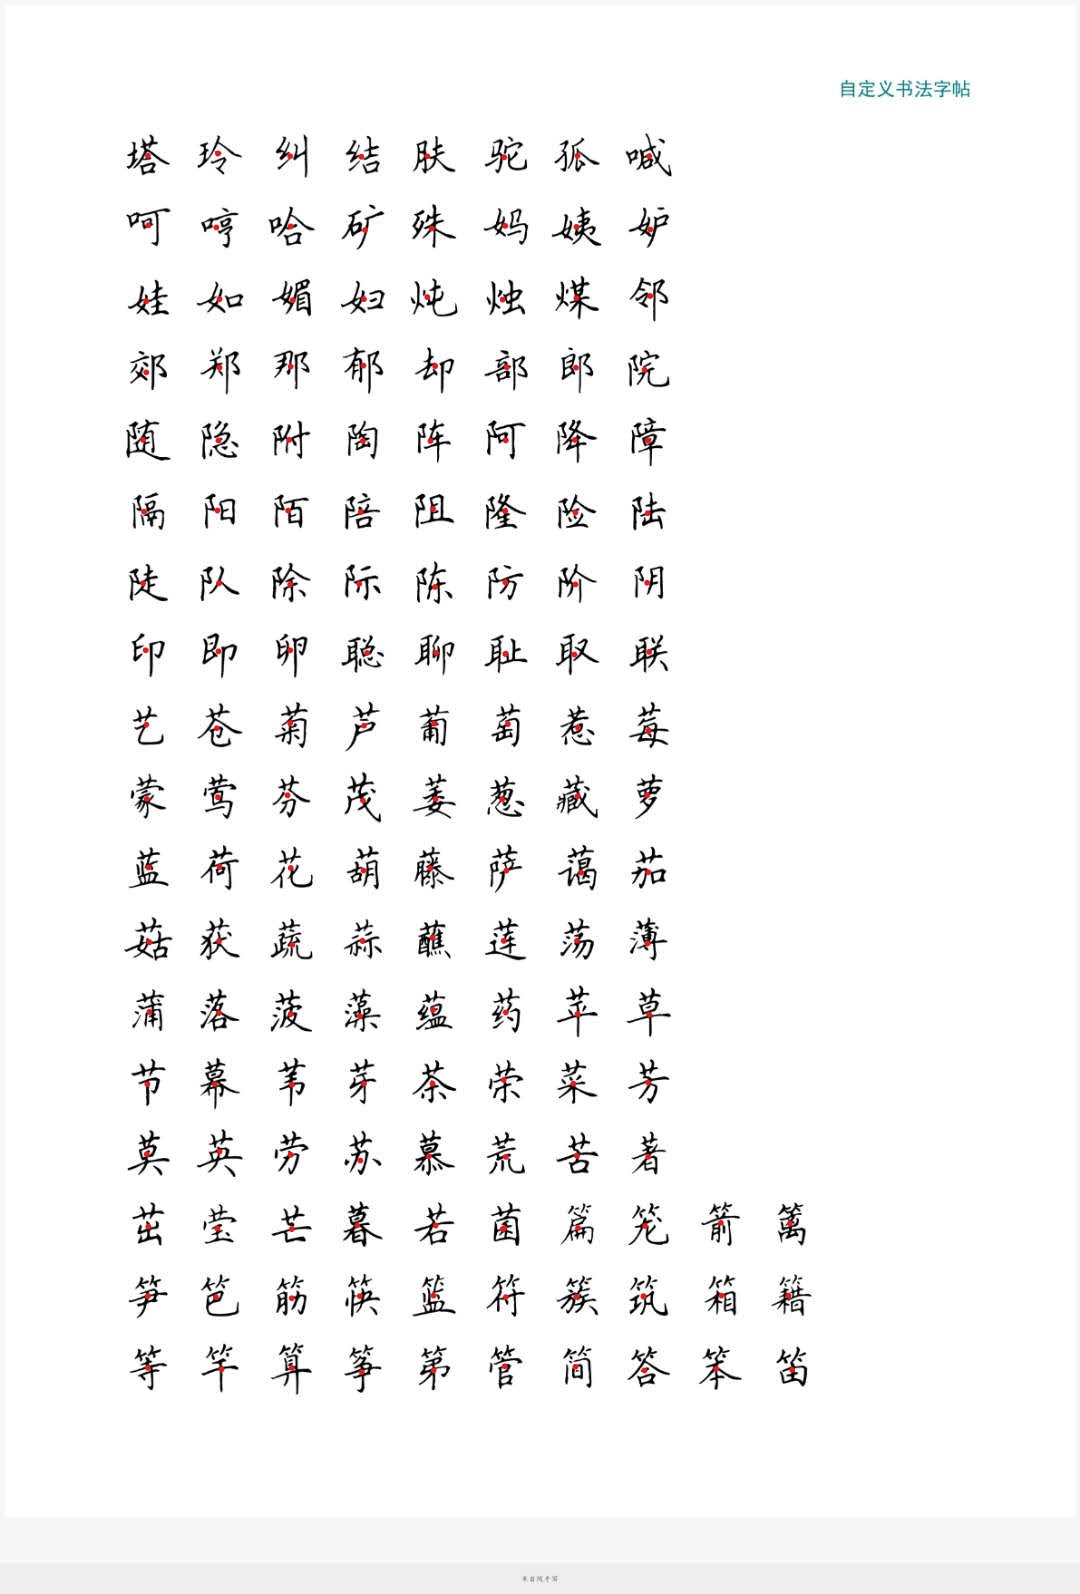 自定义书法字帖
塔 玲 纠 结 肤 驼 孤 喊
呵 哼 哈 矿 殊 妈 姨 妒
娃 如 媚 妇 炖 烛 煤 邻
郊 郑 那 郁 却 部 郎 院
随 隐 附 陶 阵 阿 降 障
隔 阳 陌 陪 阻 隆 险 陆
陡 队 除 际 陈 防 阶 阴
印 即 卵 聪 聊 耻 取 联
艺 苍 菊 芦 葡 萄 惹 莓
蒙 莺 芬 茂 萎 葱 藏 萝
蓝 荷 花 葫 藤 萨 蔼 茄
菇 获 蔬 蒜 蘸 莲 荡 薄
蒲 落 菠 藻 蕴 药 苹 草
节 幕 苇 芽 茶 荣 菜 芳
莫 英 劳 苏 慕 荒 苦 著
茁 莹 芒 暮 若 菌 篇 笼 箭 篱
笋 笆 筋 筷 篮 符 簇 筑 箱 籍
等 竿 算 筝 第 管 简 答 笨 笛
来自随手写